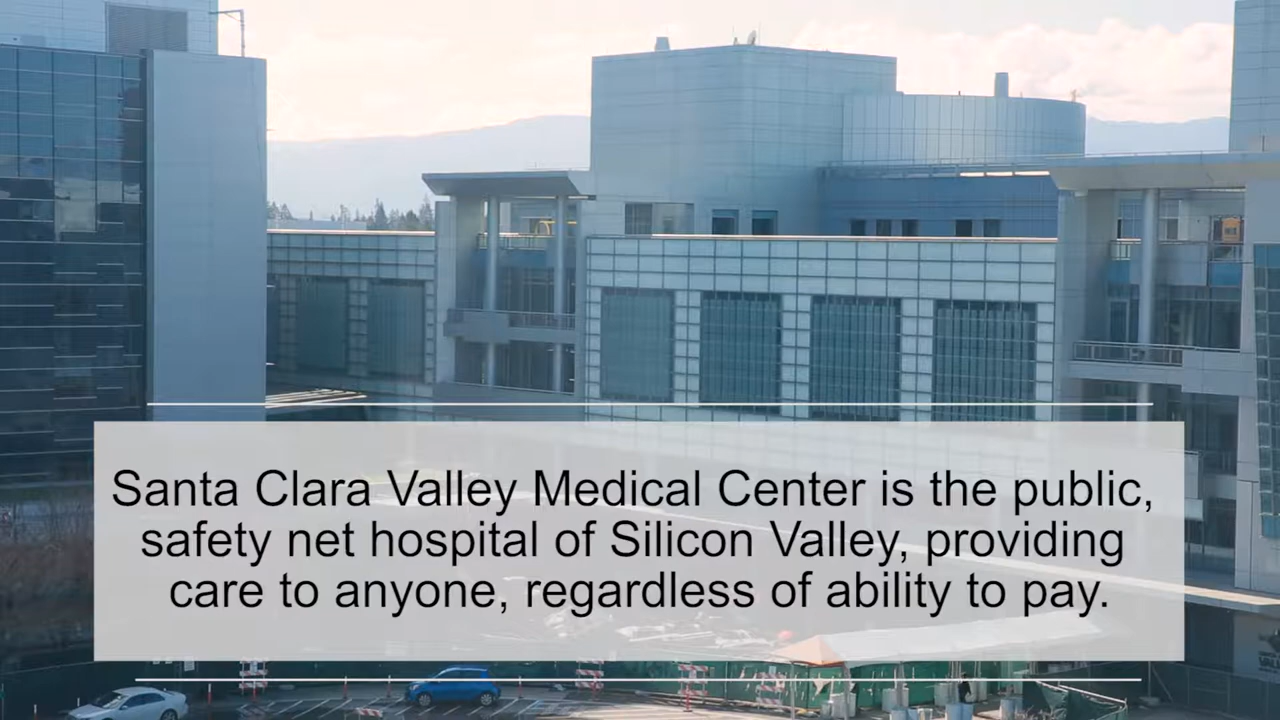 Santa Clara Valley Medical Center is the public,
safety net hospital of Silicon Valley, providing
care to anyone, regardless of ability to pay.